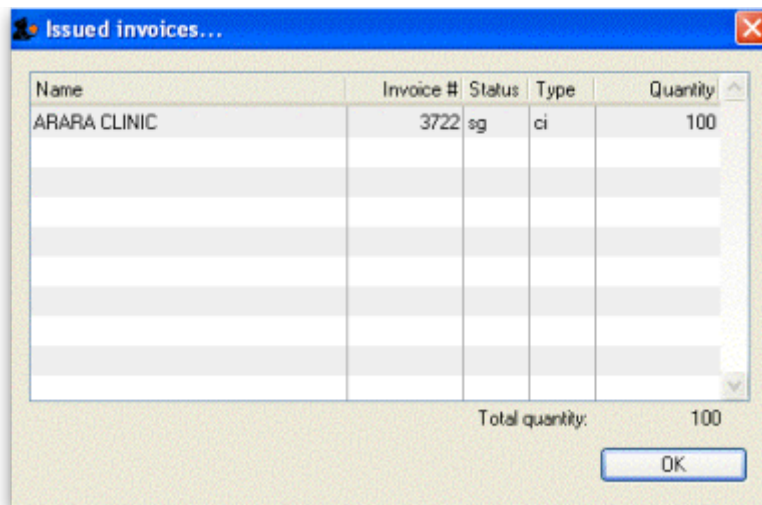 Issued invoices...
Name Invoice # Status Type Quantity
ARARA CLINIC 3722 sg ci 100
Total quantity: 100
OK